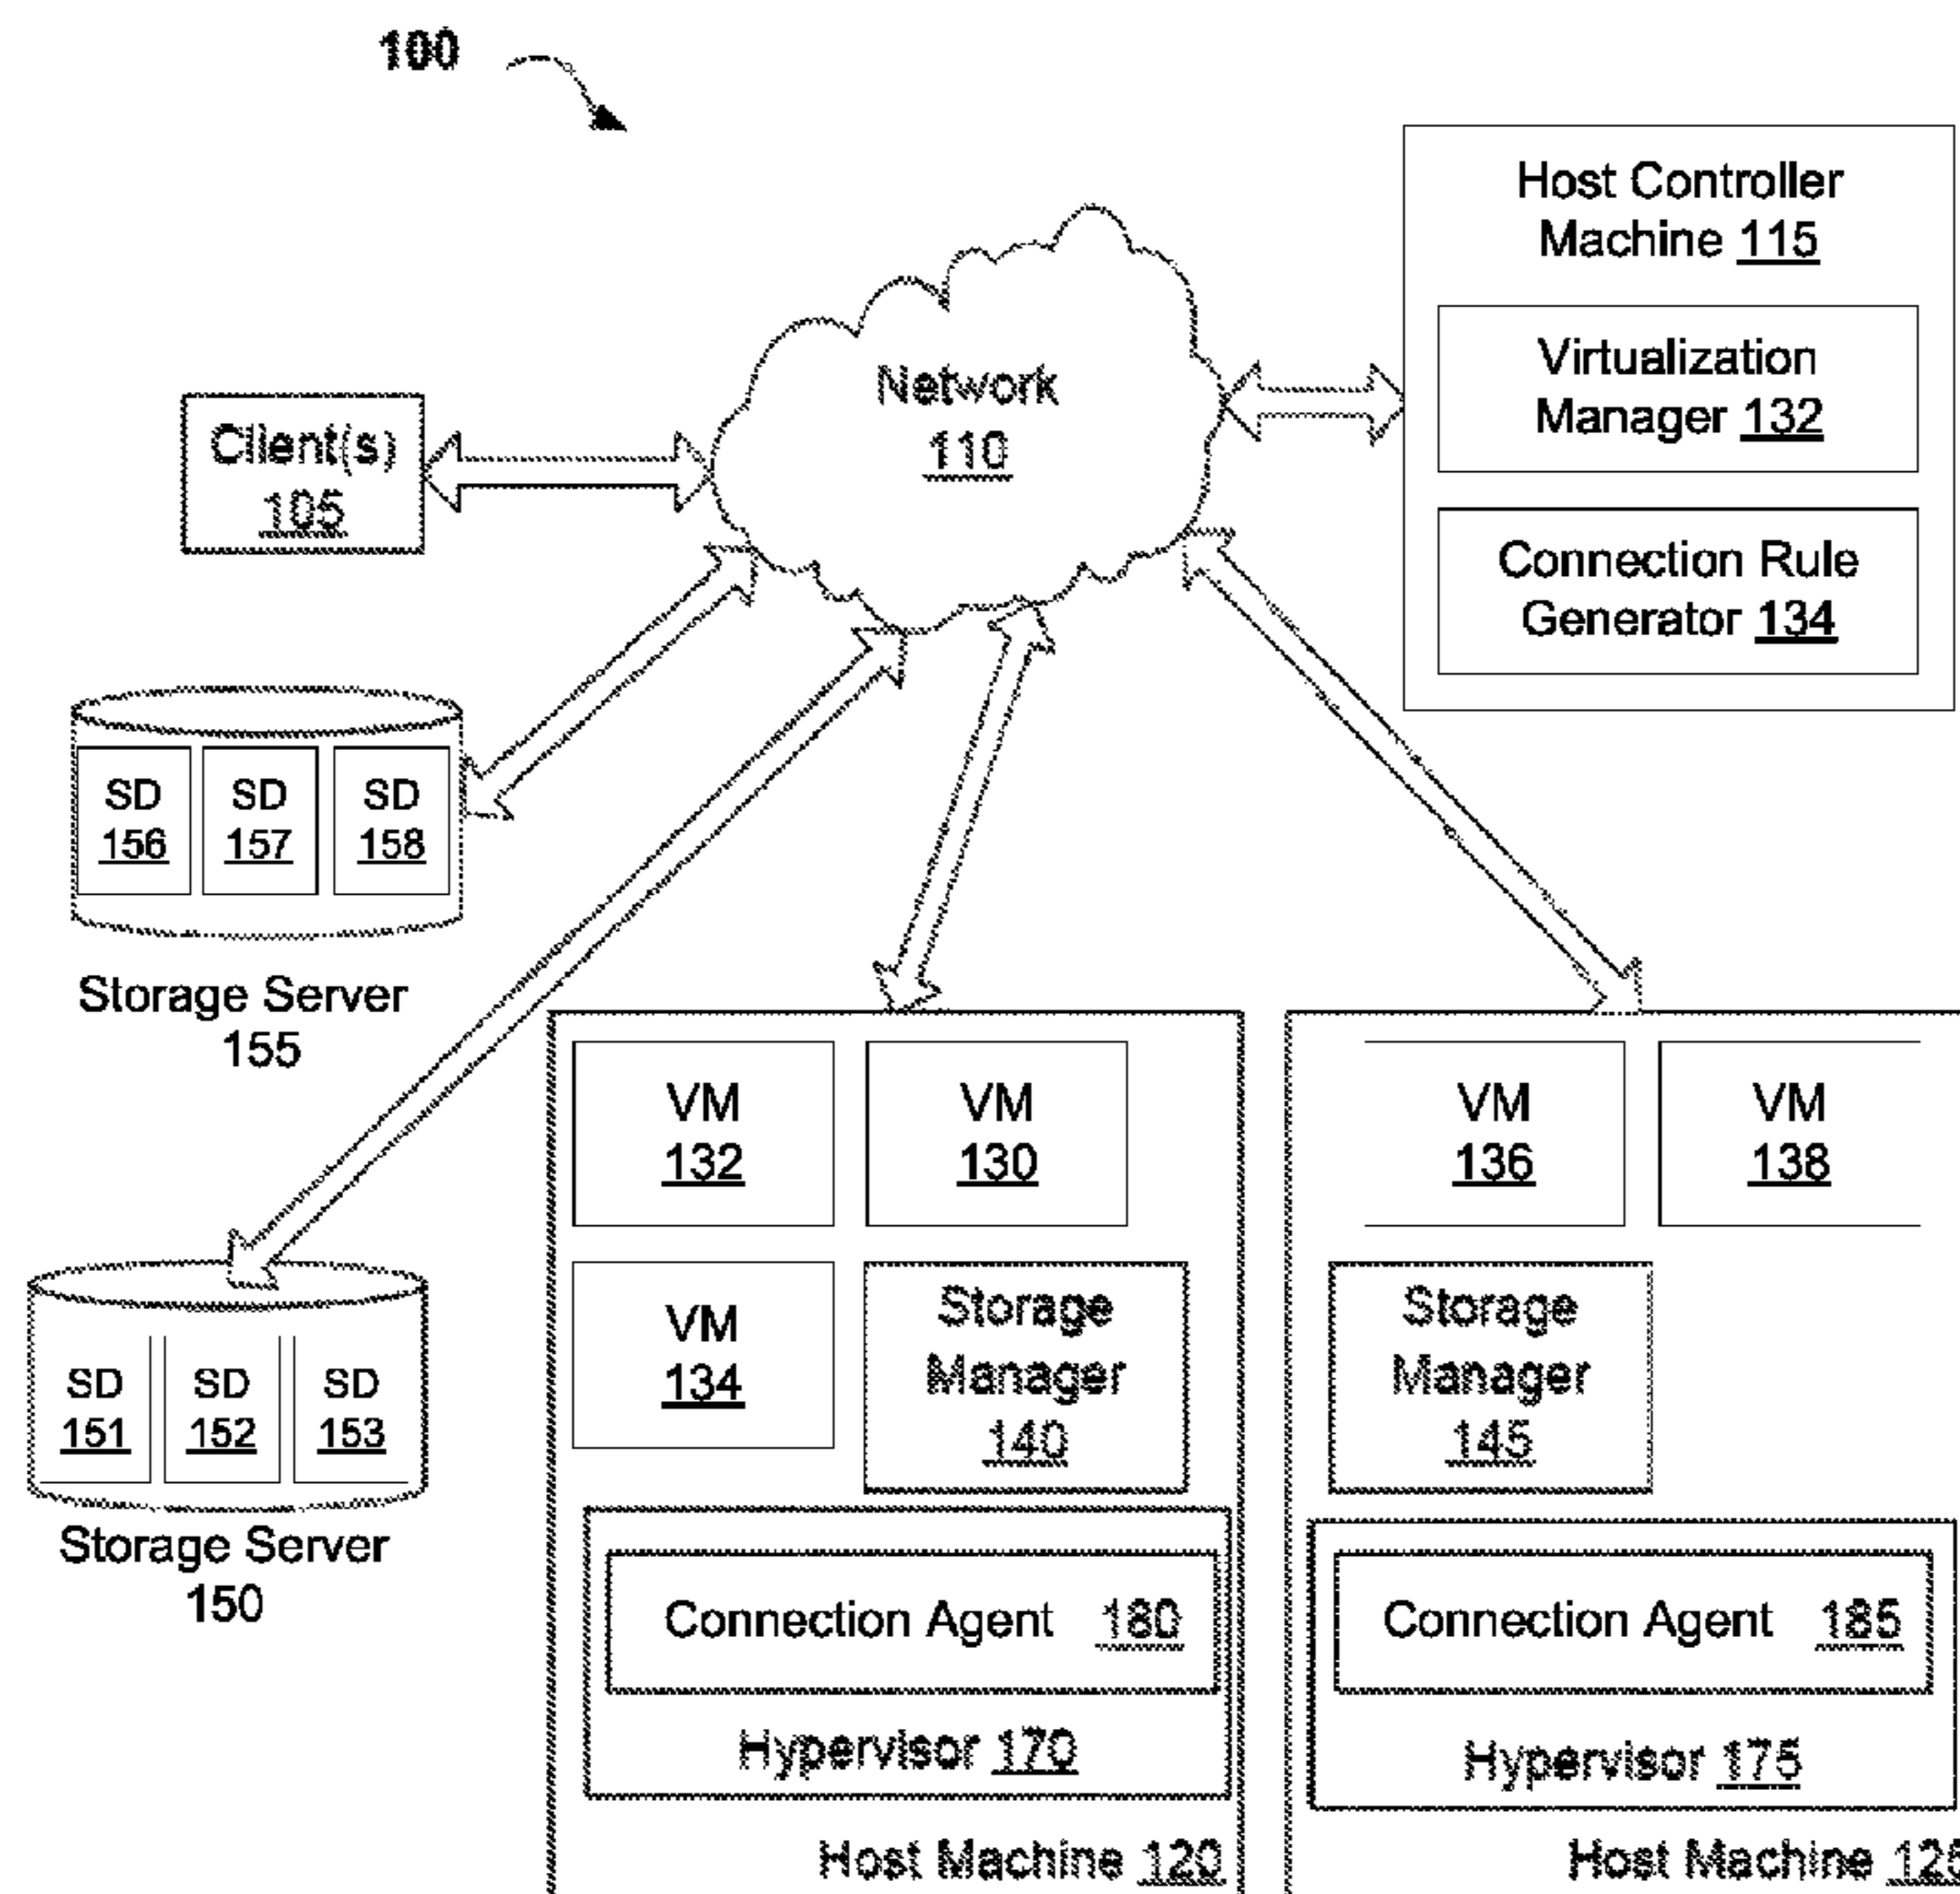 100
Host Controller
Machine 115
Virtualization
Manager 132
Connection Rule
Generator 134
Network
110
Client(s)
105
SD
156
SD
157
SD
158
Storage Server
155
SD
151
SD
152
SD
153
Storage Server
150
VM
132
VM
130
VM
134
Storage
Manager
140
Connection Agent 180
Hypervisor 170
Host Machine 120
VM
136
VM
138
Storage
Manager
145
Connection Agent 185
Hypervisor 175
Host Machine 125